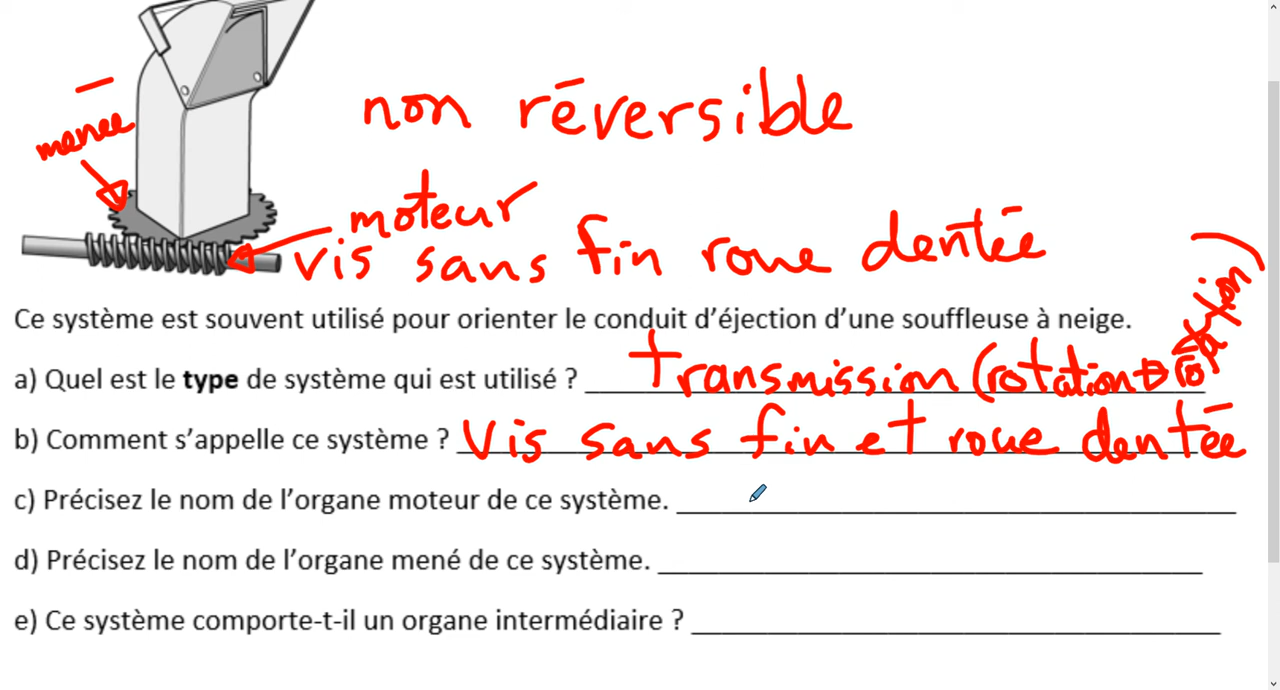 non réversible
menée
moteur
vis sans fin roue dentée
Ce système est souvent utilisé pour orienter le conduit d'éjection d'une souffleuse à neige.
a) Quel est le type de système qui est utilisé ? transmission (rotation → rotation)
b) Comment s'appelle ce système ? Vis sans fin et roue dentée
c) Précisez le nom de l'organe moteur de ce système.
d) Précisez le nom de l'organe mené de ce système.
e) Ce système comporte-t-il un organe intermédiaire ?